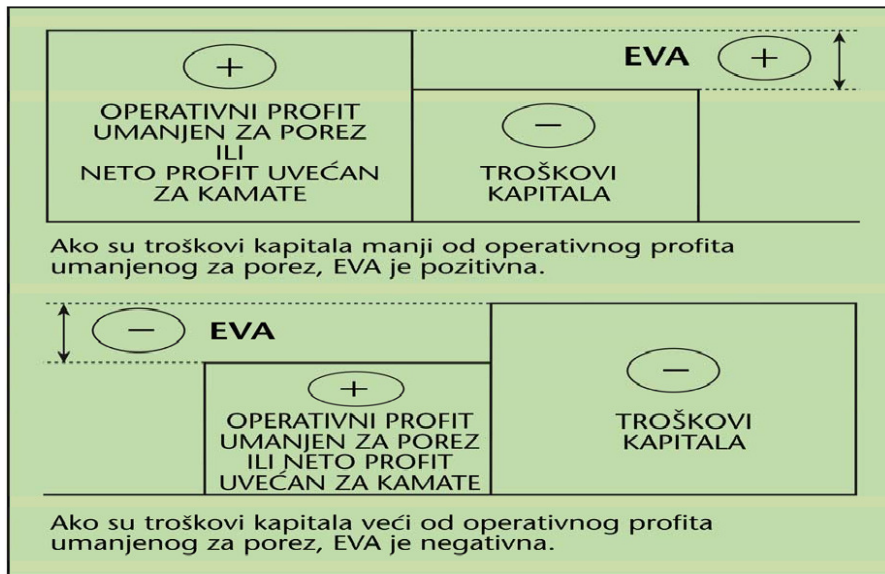 +
OPERATIVNI PROFIT
UMANJEN ZA POREZ
ILI
NETO PROFIT UVEĆAN
ZA KAMATE
EVA +
−
TROŠKOVI
KAPITALA
Ako su troškovi kapitala manji od operativnog profita
umanjenog za porez, EVA je pozitivna.
− EVA
+
OPERATIVNI PROFIT
UMANJEN ZA POREZ
ILI NETO PROFIT
UVEĆAN ZA KAMATE
−
TROŠKOVI
KAPITALA
Ako su troškovi kapitala veći od operativnog profita
umanjenog za porez, EVA je negativna.